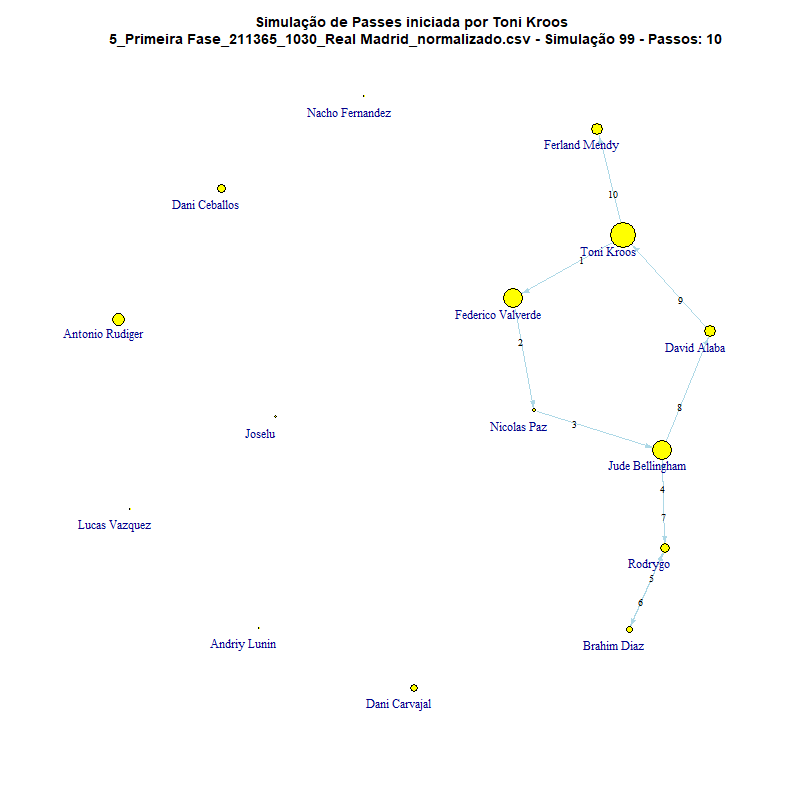 Simulação de Passes iniciada por Toni Kroos
5_Primeira Fase_211365_1030_Real Madrid_normalizado.csv - Simulação 99 - Passos: 10
Nacho Fernandez
Ferland Mendy
10
Dani Ceballos
Toni Kroos
1
9
Federico Valverde
Antonio Rudiger
2
David Alaba
8
Nicolas Paz
3
Joselu
Jude Bellingham
4
7
Lucas Vazquez
Rodrygo
5
6
Andriy Lunin
Brahim Diaz
Dani Carvajal